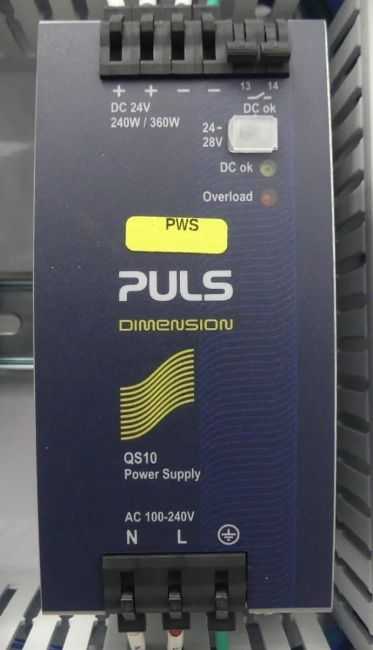 + + − −
13 14
DC 24V
240W / 360W
DC ok
24–
28V
DC ok
Overload
PWS
PULS
DIMENSION
QS10
Power Supply
AC 100-240V
N L